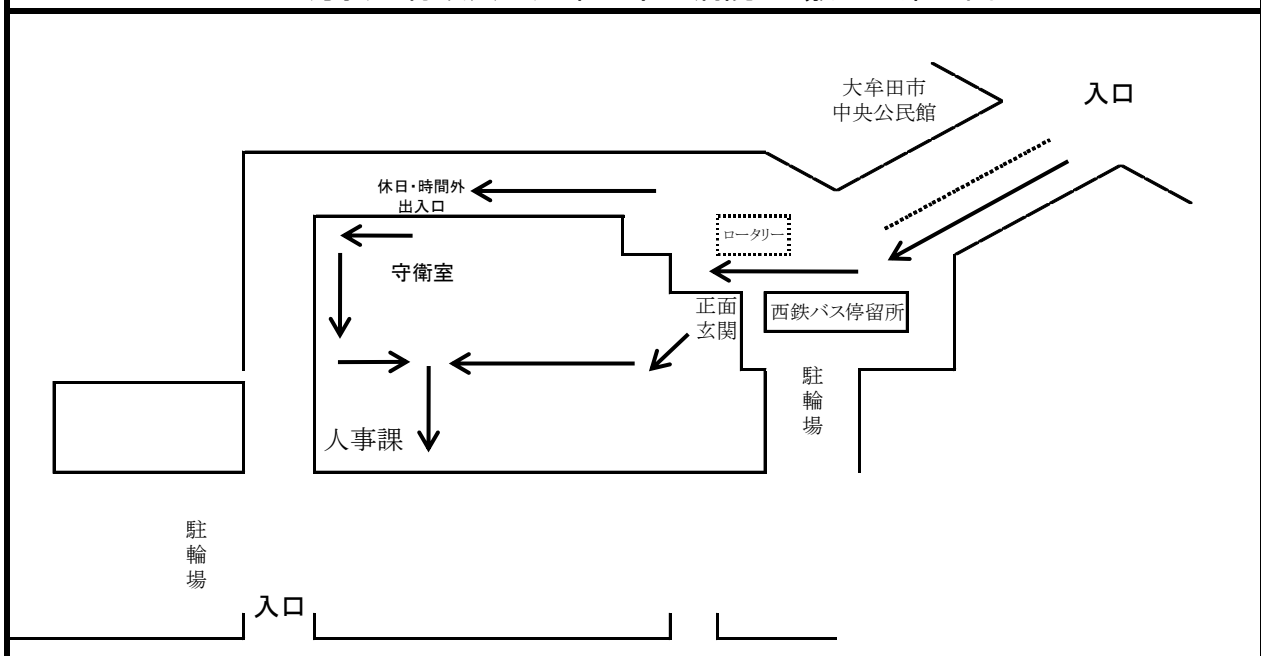 大牟田市
中央公民館
入口
休日・時間外
出入口
ロータリー
守衛室
正面
玄関
西鉄バス停留所
駐輪場
人事課
駐輪場
入口